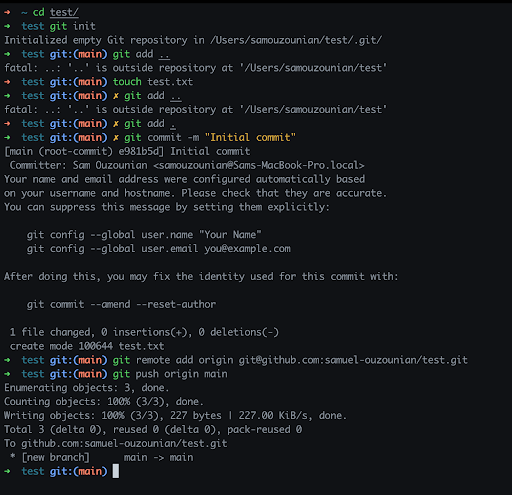 ➜  ~ cd test/
➜  test git init
Initialized empty Git repository in /Users/samouzounian/test/.git/
➜  test git:(main) git add ..
fatal: ..: '..' is outside repository at '/Users/samouzounian/test'
➜  test git:(main) touch test.txt
➜  test git:(main) ✗ git add ..
fatal: ..: '..' is outside repository at '/Users/samouzounian/test'
➜  test git:(main) ✗ git add .
➜  test git:(main) ✗ git commit -m "Initial commit"
[main (root-commit) e981b5d] Initial commit
 Committer: Sam Ouzounian <samouzounian@Sams-MacBook-Pro.local>
Your name and email address were configured automatically based
on your username and hostname. Please check that they are accurate.
You can suppress this message by setting them explicitly:

    git config --global user.name "Your Name"
    git config --global user.email you@example.com

After doing this, you may fix the identity used for this commit with:

    git commit --amend --reset-author

 1 file changed, 0 insertions(+), 0 deletions(-)
 create mode 100644 test.txt
➜  test git:(main) git remote add origin git@github.com:samuel-ouzounian/test.git
➜  test git:(main) git push origin main
Enumerating objects: 3, done.
Counting objects: 100% (3/3), done.
Writing objects: 100% (3/3), 227 bytes | 227.00 KiB/s, done.
Total 3 (delta 0), reused 0 (delta 0), pack-reused 0
To github.com:samuel-ouzounian/test.git
 * [new branch]      main -> main
➜  test git:(main)